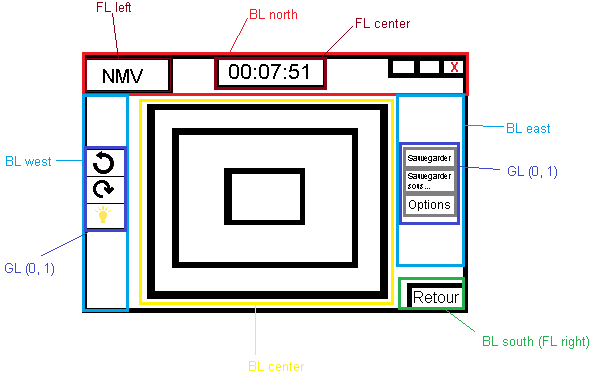 FL left
BL north
FL center
NMV
00:07:51
X
BL east
BL west
Sauvegarder
GL (0, 1)
Sauvegarder
sous...
Options
GL (0, 1)
Retour
BL south (FL right)
BL center